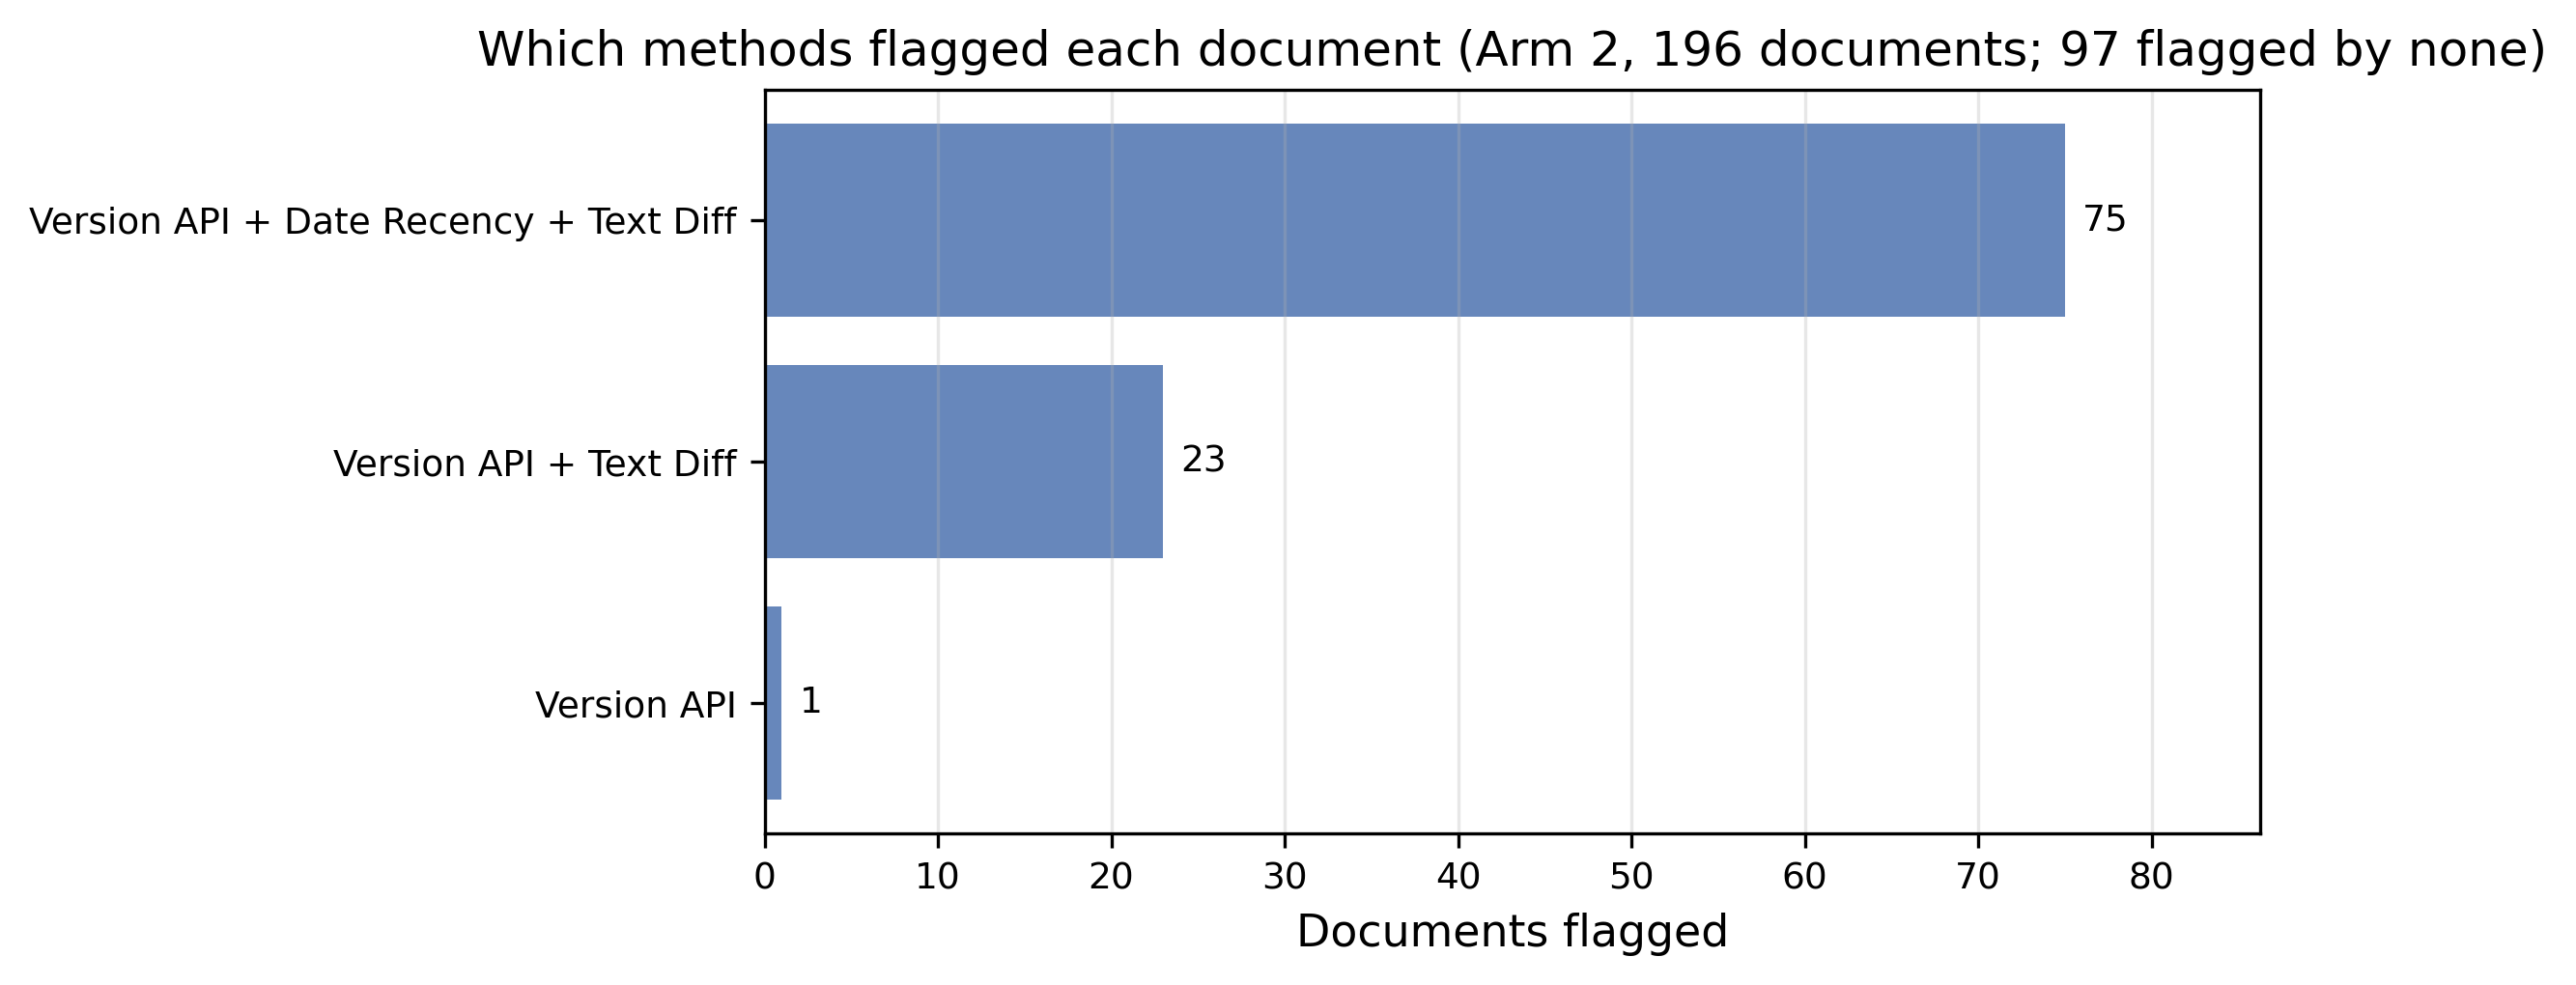 Which methods flagged each document (Arm 2, 196 documents; 97 flagged by none)
Version API + Date Recency + Text Diff
75
Version API + Text Diff
23
Version API
1
0 10 20 30 40 50 60 70 80
Documents flagged